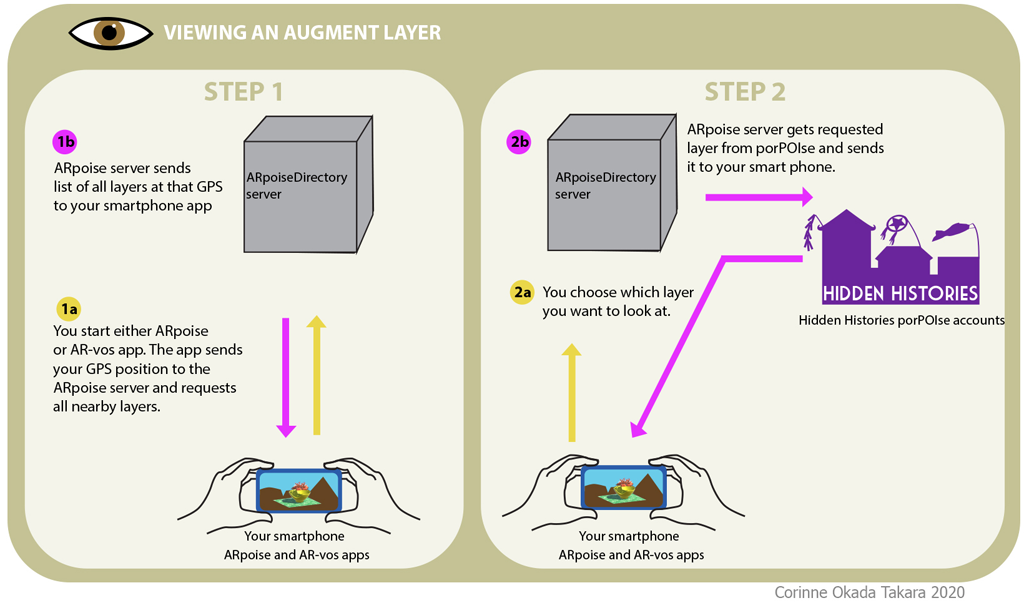 VIEWING AN AUGMENT LAYER
STEP 1
1b
ARpoise server sends
list of all layers at that GPS
to your smartphone app
ARpoiseDirectory
server
1a
You start either ARpoise
or AR-vos app. The app sends
your GPS position to the
ARpoise server and requests
all nearby layers.
Your smartphone
ARpoise and AR-vos apps
STEP 2
2b
ARpoiseDirectory
server
ARpoise server gets requested
layer from porPOIse and sends
it to your smart phone.
HIDDEN HISTORIES
Hidden Histories porPOIse accounts
2a
You choose which layer
you want to look at.
Your smartphone
ARpoise and AR-vos apps
Corinne Okada Takara 2020